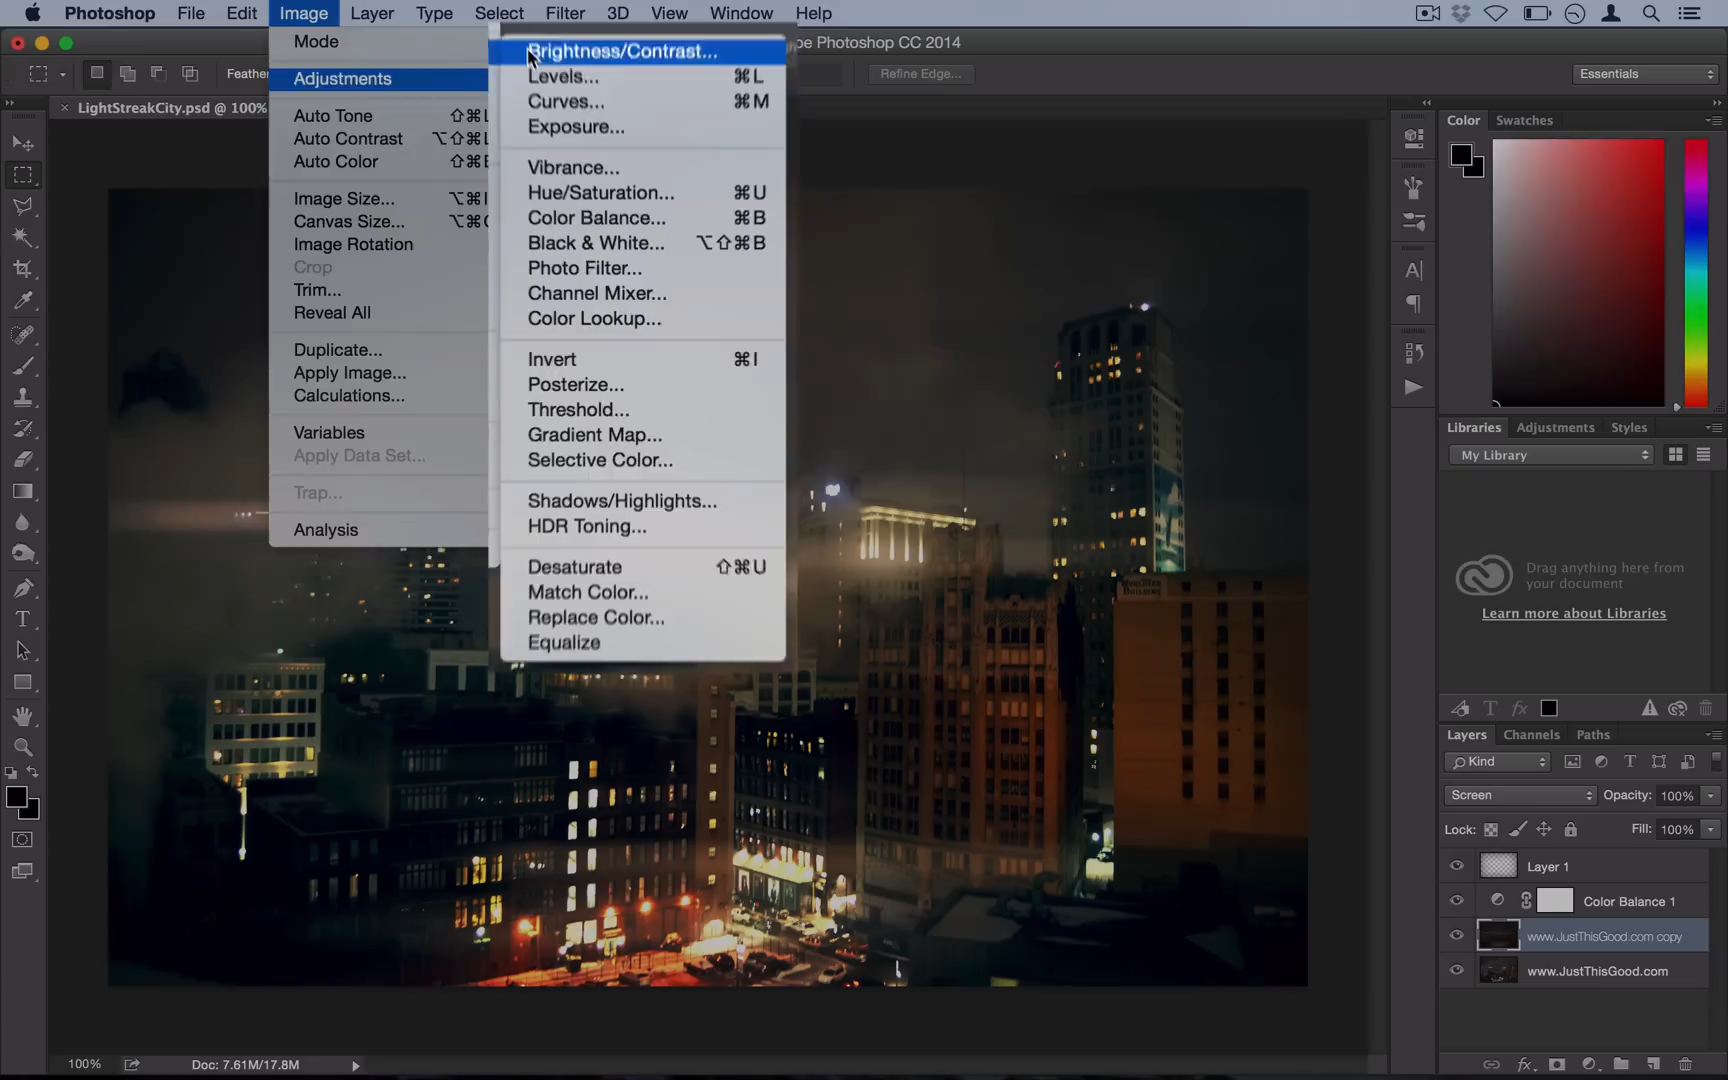 Photoshop File Edit Image Layer Type Select Filter 3D View Window Help
pe Photoshop CC 2014
Feather
Refine Edge...
Essentials
× LightStreakCity.psd @ 100%
Mode
Adjustments
Auto Tone ⇧⌘L
Auto Contrast ⌥⇧⌘L
Auto Color ⇧⌘B
Image Size... ⌥⌘I
Canvas Size... ⌥⌘C
Image Rotation
Crop
Trim...
Reveal All
Duplicate...
Apply Image...
Calculations...
Variables
Apply Data Set...
Trap...
Analysis
Brightness/Contrast...
Levels... ⌘L
Curves... ⌘M
Exposure...
Vibrance...
Hue/Saturation... ⌘U
Color Balance... ⌘B
Black & White... ⌥⇧⌘B
Photo Filter...
Channel Mixer...
Color Lookup...
Invert ⌘I
Posterize...
Threshold...
Gradient Map...
Selective Color...
Shadows/Highlights...
HDR Toning...
Desaturate ⇧⌘U
Match Color...
Replace Color...
Equalize
Color Swatches
Libraries Adjustments Styles
My Library
Drag anything here from
your document
Learn more about Libraries
Layers Channels Paths
Kind
Screen Opacity: 100%
Lock: Fill: 100%
Layer 1
Color Balance 1
www.JustThisGood.com copy
www.JustThisGood.com
100% Doc: 7.61M/17.8M